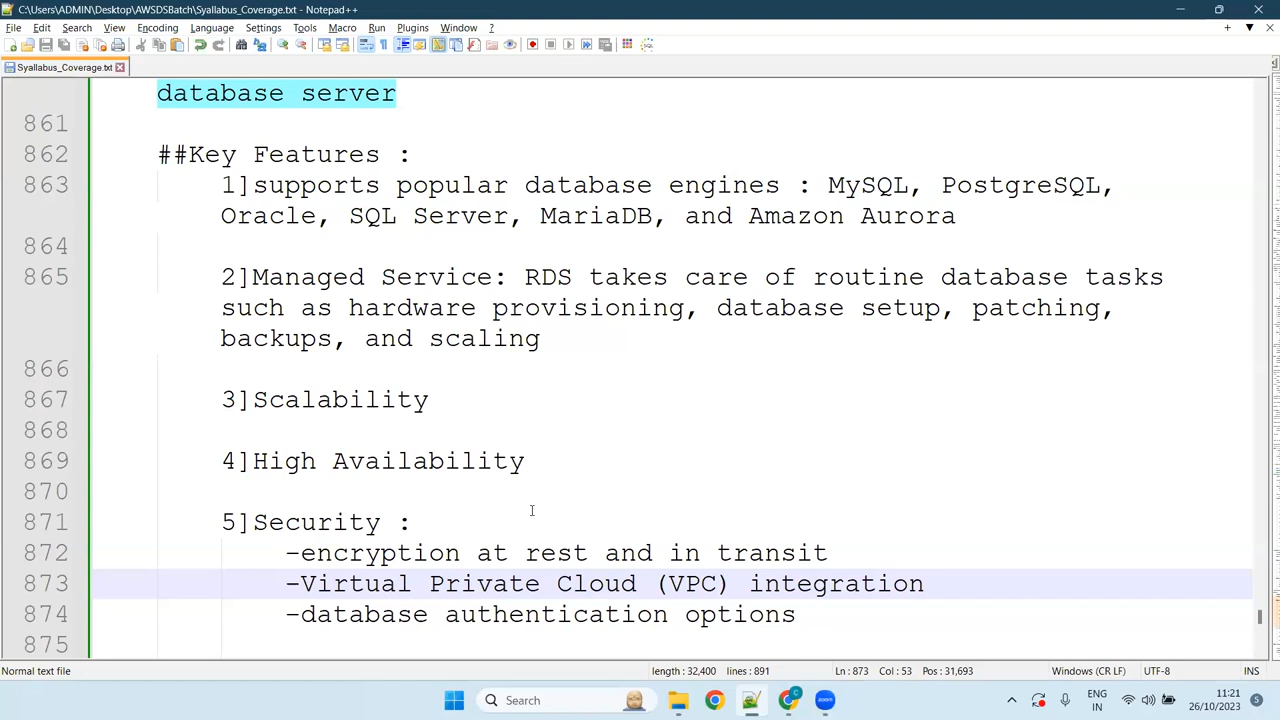 C:\Users\ADMIN\Desktop\AWSDSBatch\Syallabus_Coverage.txt - Notepad++
File Edit Search View Encoding Language Settings Tools Macro Run Plugins Window ?
Syallabus_Coverage.txt
database server
861
862 ##Key Features :
863 1]supports popular database engines : MySQL, PostgreSQL,
Oracle, SQL Server, MariaDB, and Amazon Aurora
864
865 2]Managed Service: RDS takes care of routine database tasks
such as hardware provisioning, database setup, patching,
backups, and scaling
866
867 3]Scalability
868
869 4]High Availability
870
871 5]Security :
872 -encryption at rest and in transit
873 -Virtual Private Cloud (VPC) integration
874 -database authentication options
875
Normal text file length : 32,400 lines : 891 Ln : 873 Col : 53 Pos : 31,693 Windows (CR LF) UTF-8 INS
Search ENG 11:21
IN 26/10/2023